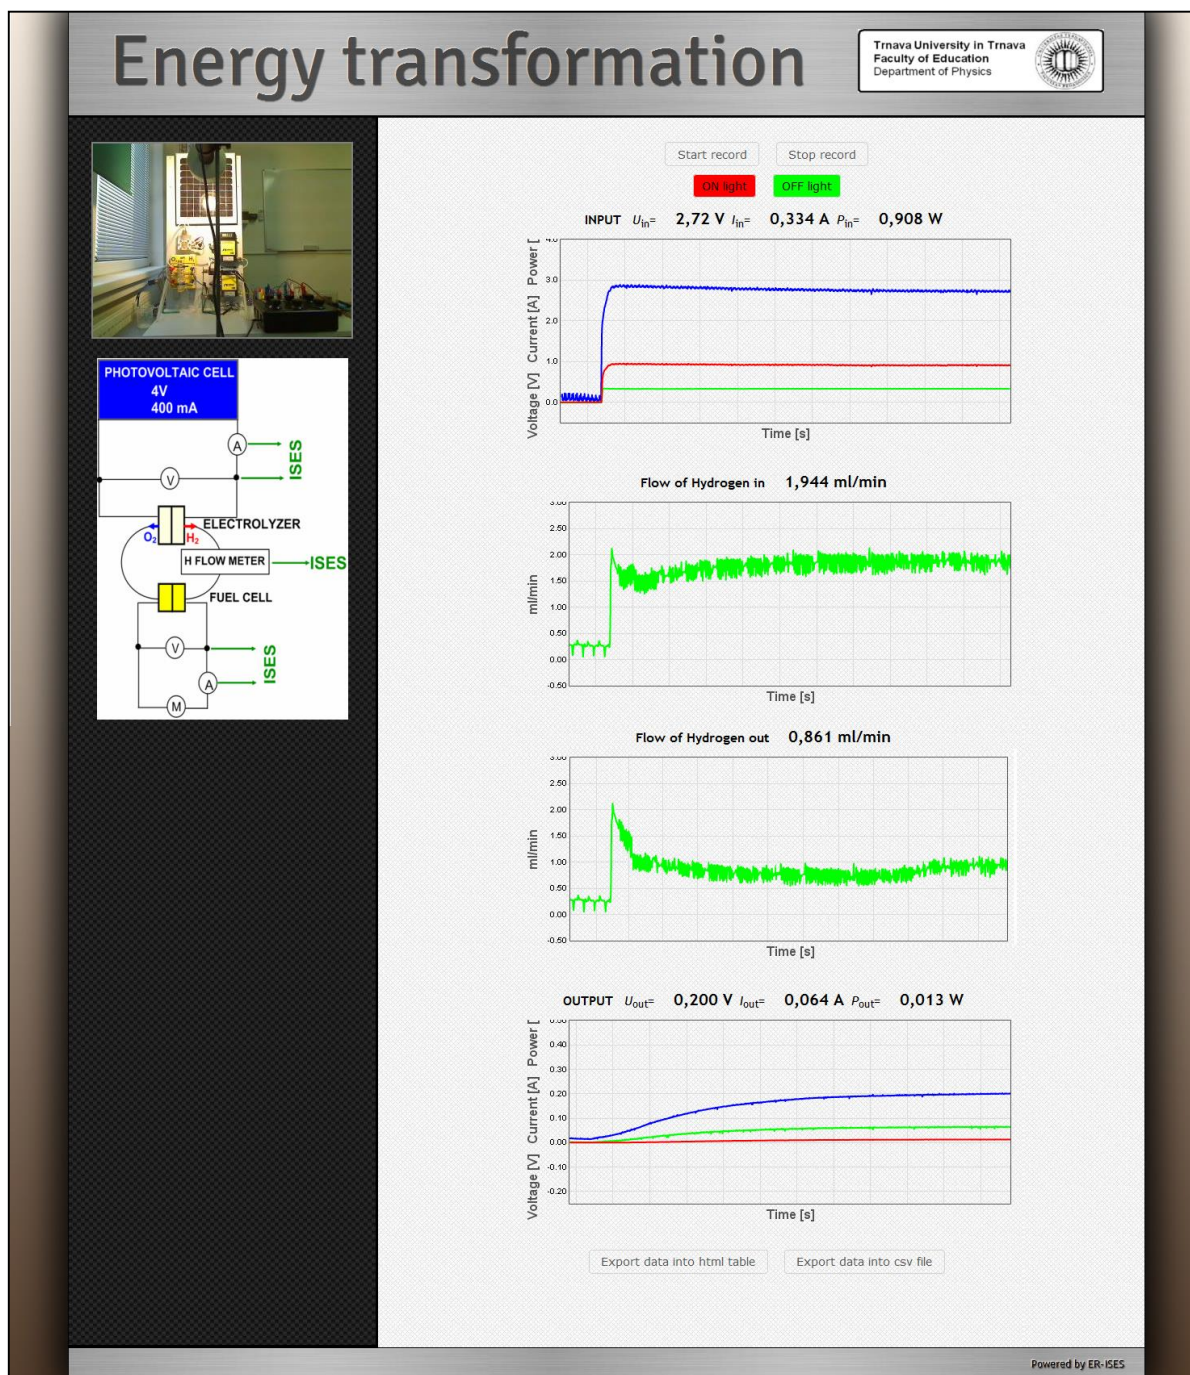 Energy transformation
Trnava University in Trnava
Faculty of Education
Department of Physics
Start record
Stop record
ON light
OFF light
INPUT Uin= 2,72 V Iin= 0,334 A Pin= 0,908 W
Voltage [V] Current [A] Power [
4.0
3.0
2.0
1.0
0.0
Time [s]
PHOTOVOLTAIC CELL
4V
400 mA
A
ISES
V
ELECTROLYZER
O2
H2
H FLOW METER
ISES
FUEL CELL
V
ISES
A
M
Flow of Hydrogen in 1,944 ml/min
ml/min
3.00
2.50
2.00
1.50
1.00
0.50
0.00
-0.50
Time [s]
Flow of Hydrogen out 0,861 ml/min
ml/min
3.00
2.50
2.00
1.50
1.00
0.50
0.00
-0.50
Time [s]
OUTPUT Uout= 0,200 V Iout= 0,064 A Pout= 0,013 W
Voltage [V] Current [A] Power [
0.40
0.30
0.20
0.10
0.00
-0.10
-0.20
Time [s]
Export data into html table
Export data into csv file
Powered by ER-ISES